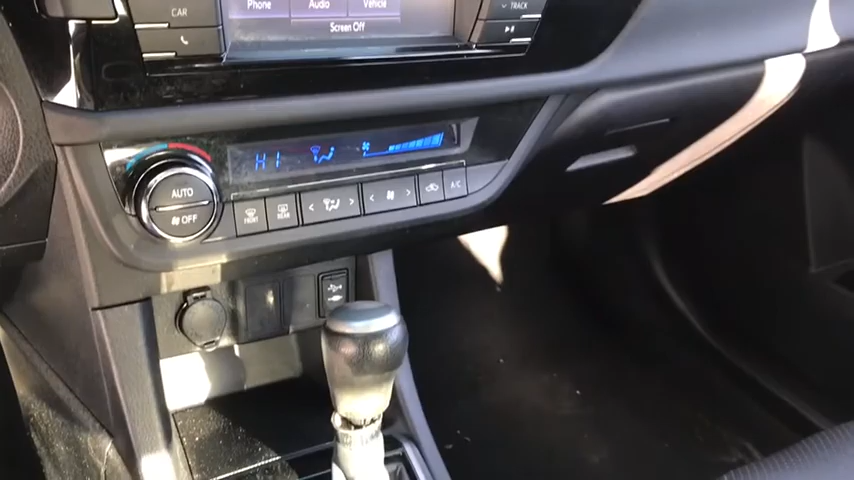 Phone Audio Vehicle
CAR
TRACK
Screen Off
HI
AUTO
OFF
FRONT REAR
A/C